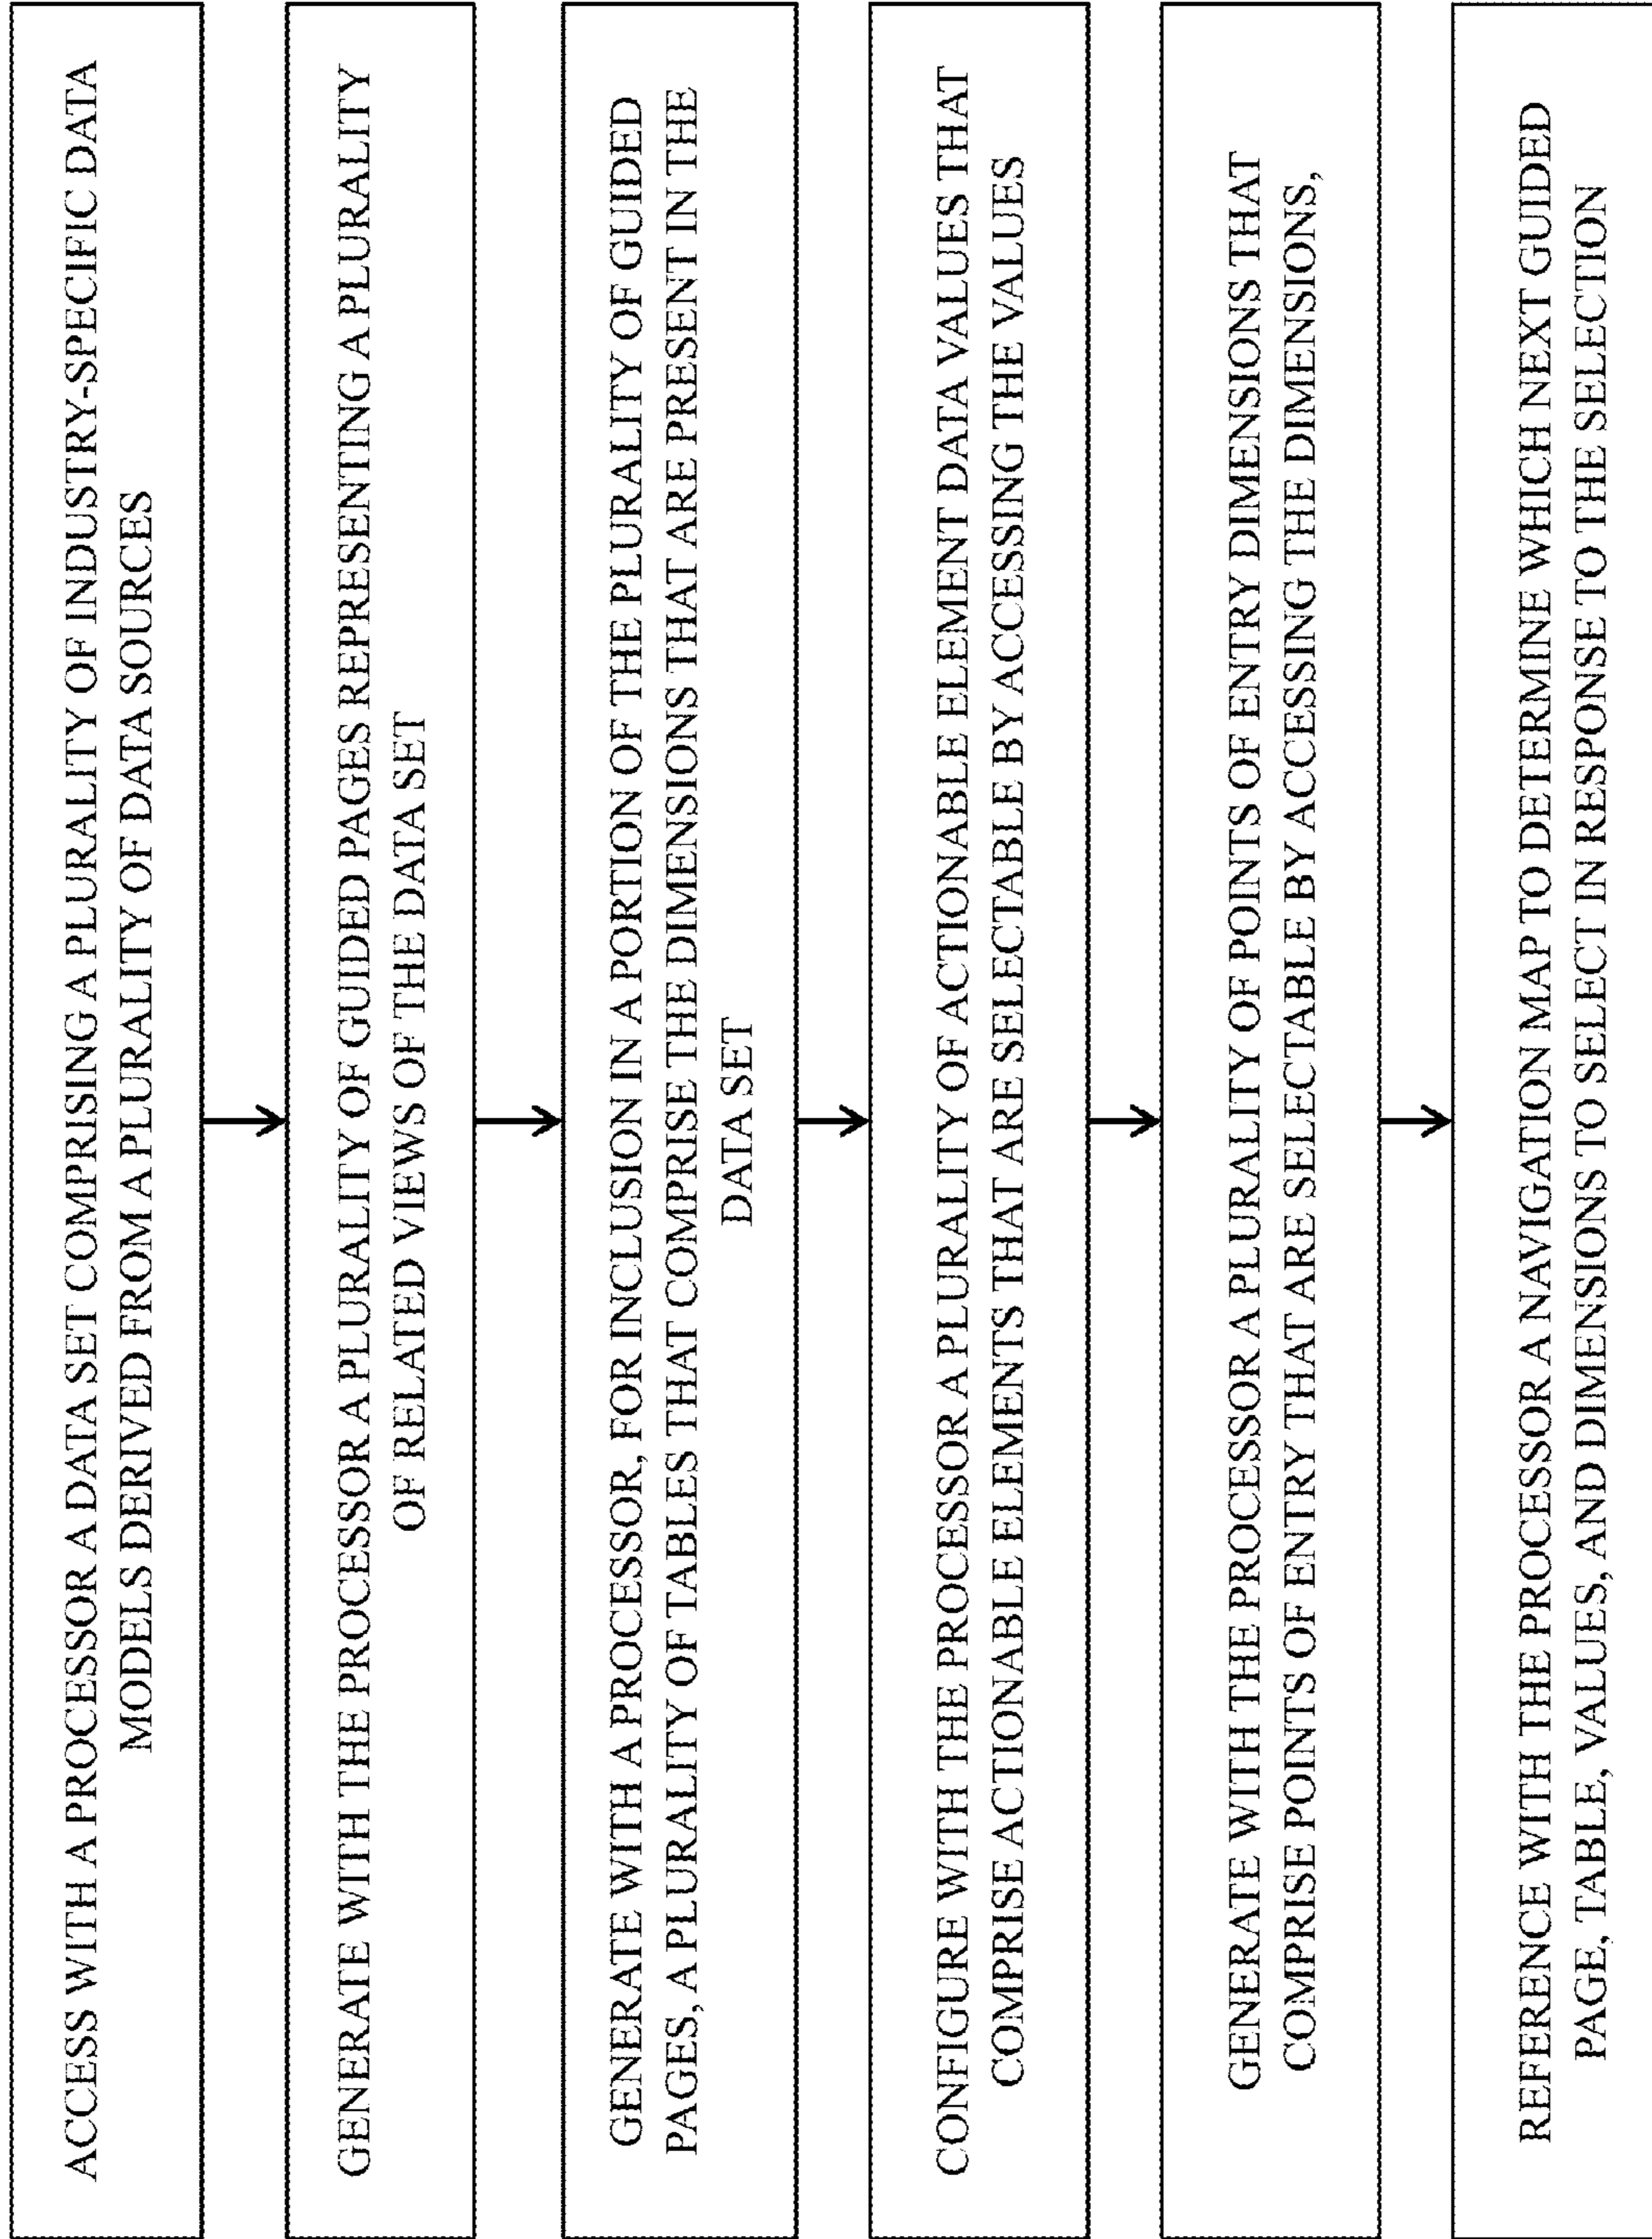 ACCESS WITH A PROCESSOR A DATA SET COMPRISING A PLURALITY OF INDUSTRY-SPECIFIC DATA
MODELS DERIVED FROM A PLURALITY OF DATA SOURCES
GENERATE WITH THE PROCESSOR A PLURALITY OF GUIDED PAGES REPRESENTING A PLURALITY
OF RELATED VIEWS OF THE DATA SET
GENERATE WITH A PROCESSOR, FOR INCLUSION IN A PORTION OF THE PLURALITY OF GUIDED
PAGES, A PLURALITY OF TABLES THAT COMPRISE THE DIMENSIONS THAT ARE PRESENT IN THE
DATA SET
CONFIGURE WITH THE PROCESSOR A PLURALITY OF ACTIONABLE ELEMENT DATA VALUES THAT
COMPRISE ACTIONABLE ELEMENTS THAT ARE SELECTABLE BY ACCESSING THE VALUES
GENERATE WITH THE PROCESSOR A PLURALITY OF POINTS OF ENTRY DIMENSIONS THAT
COMPRISE POINTS OF ENTRY THAT ARE SELECTABLE BY ACCESSING THE DIMENSIONS,
REFERENCE WITH THE PROCESSOR A NAVIGATION MAP TO DETERMINE WHICH NEXT GUIDED
PAGE, TABLE, VALUES, AND DIMENSIONS TO SELECT IN RESPONSE TO THE SELECTION